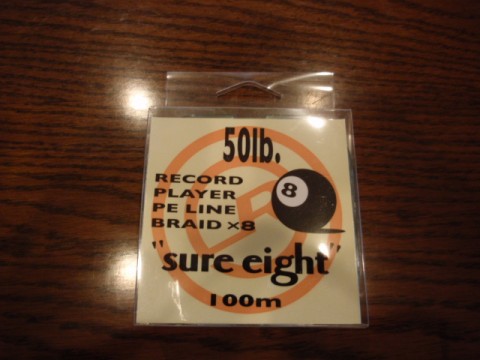 50lb.
RECORD
PLAYER
PE LINE
BRAID ×8
8
"sure eight"
100m